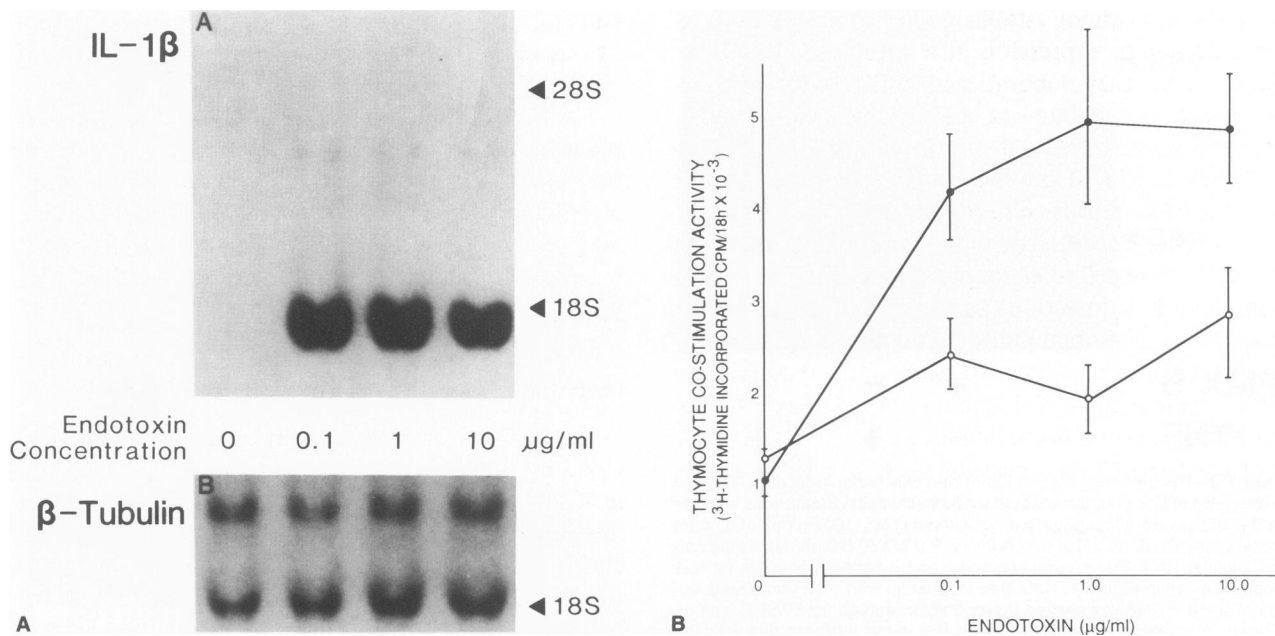 A
IL-1β
◄28S
◄18S
Endotoxin
Concentration
0 0.1 1 10 μg/ml
B
β-Tubulin
◄18S
A
THYMOCYTE CO-STIMULATION ACTIVITY
(³H-THYMIDINE INCORPORATED CPM/18h X 10⁻³)
5
4
3
2
1
0 0.1 1.0 10.0
ENDOTOXIN (μg/ml)
B